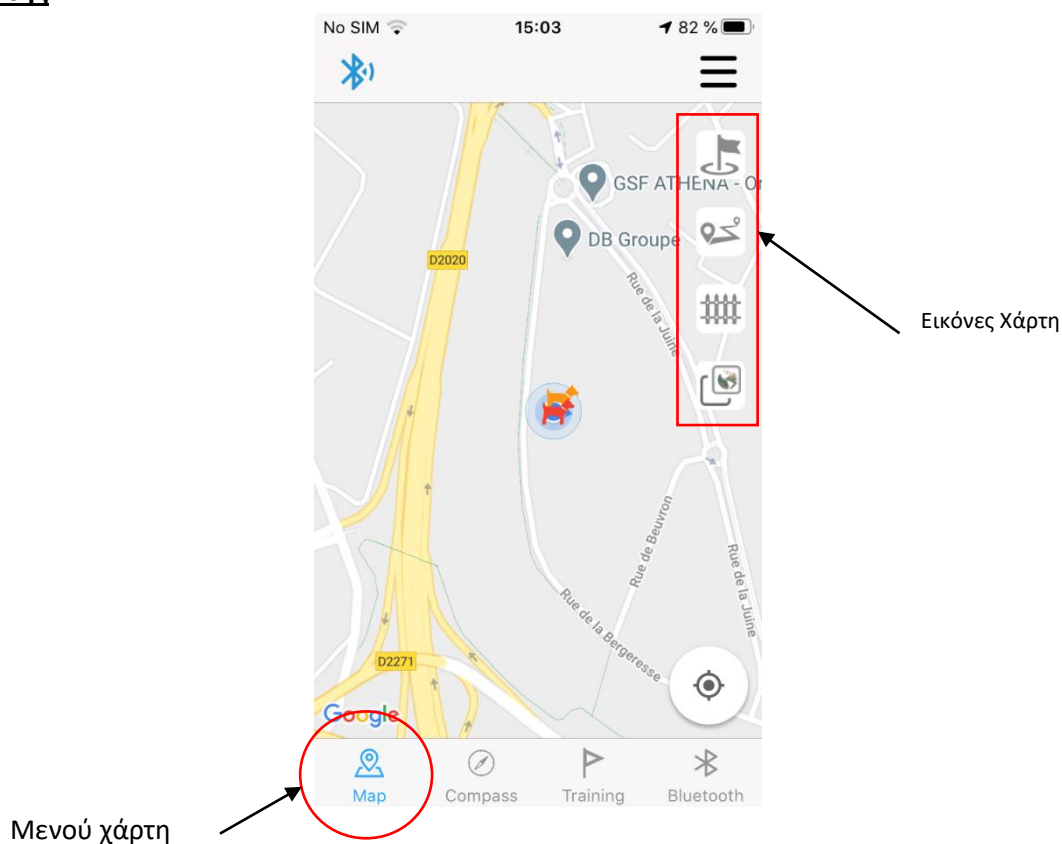 No SIM 15:03 82 %
GSF ATHENA - Or
DB Groupe
D2020
Rue de la Juine
Εικόνες Χάρτη
Rue de Beuvron
Rue de la Juine
Rue de la Bergeresse
D2271
Google
Map Compass Training Bluetooth
Μενού χάρτη